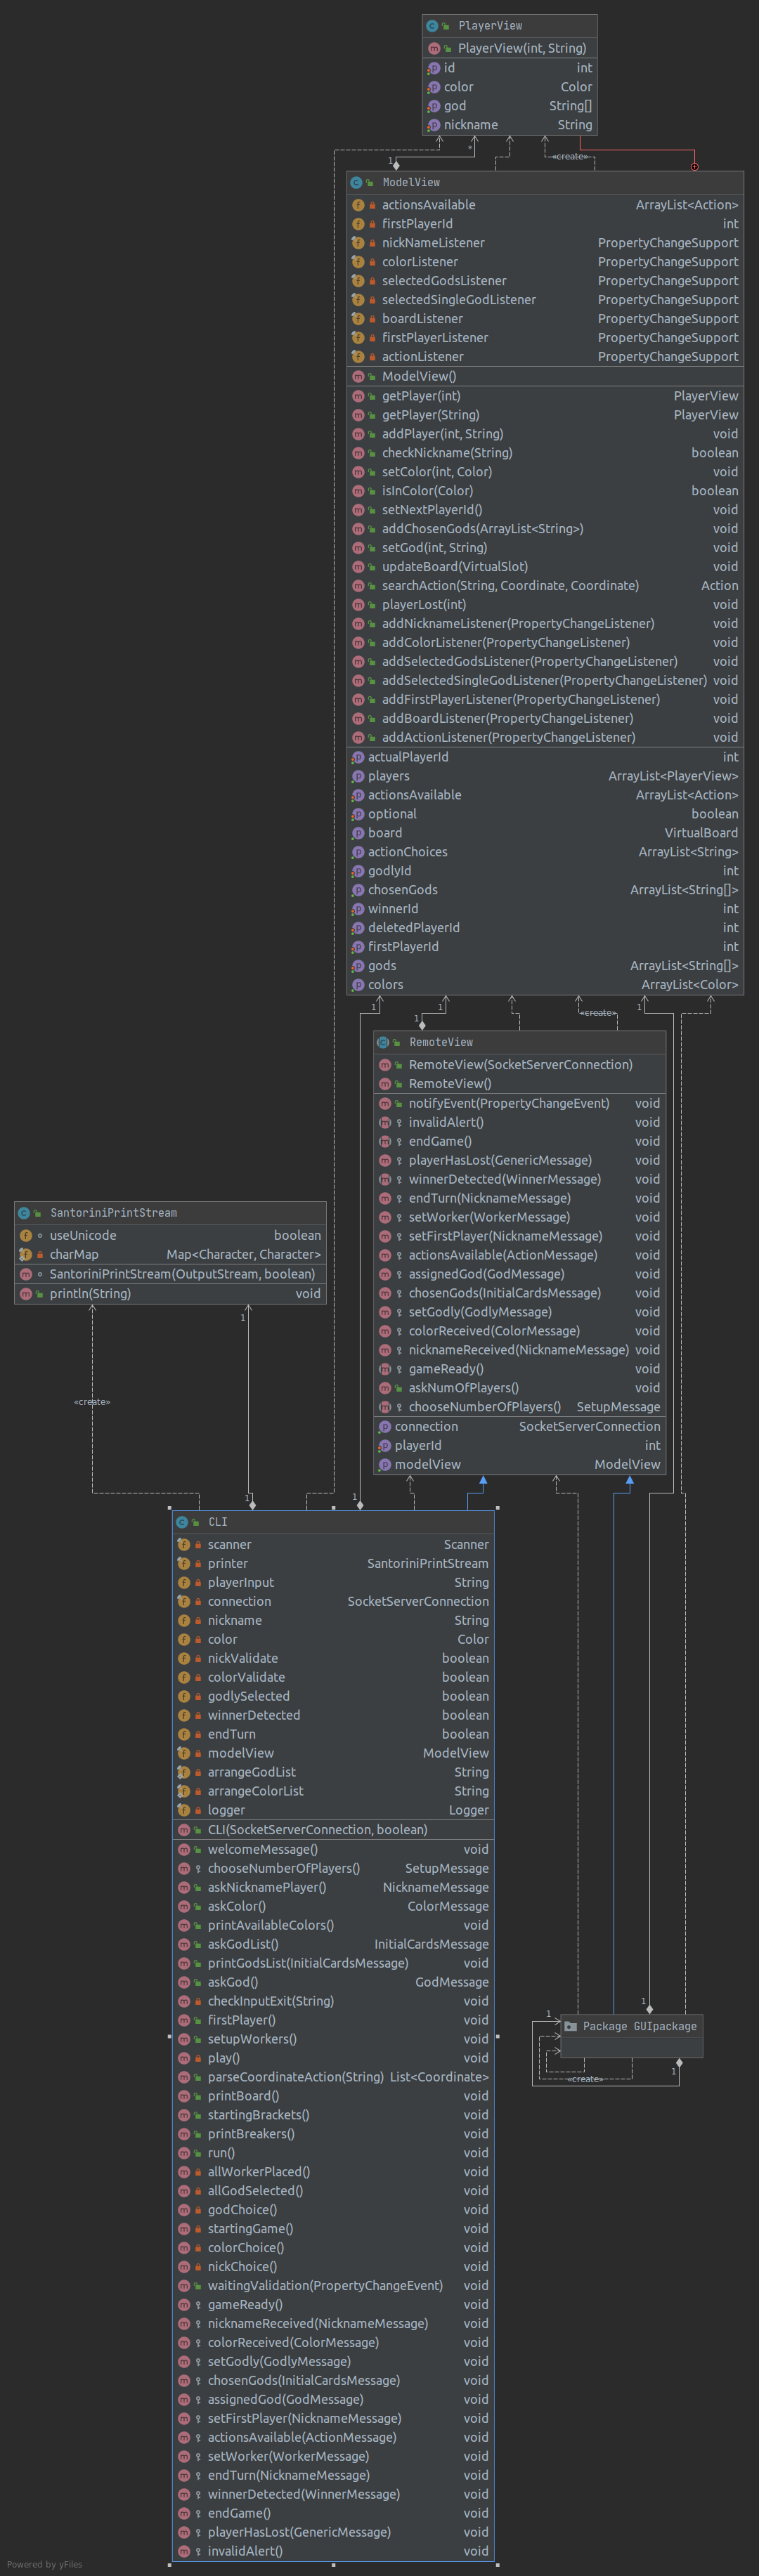 PlayerView
PlayerView(int, String)
id int
color Color
god String[]
nickname String
1 *
«create»
ModelView
actionsAvailable ArrayList<Action>
firstPlayerId int
nickNameListener PropertyChangeSupport
colorListener PropertyChangeSupport
selectedGodsListener PropertyChangeSupport
selectedSingleGodListener PropertyChangeSupport
boardListener PropertyChangeSupport
firstPlayerListener PropertyChangeSupport
actionListener PropertyChangeSupport
ModelView()
getPlayer(int) PlayerView
getPlayer(String) PlayerView
addPlayer(int, String) void
checkNickname(String) boolean
setColor(int, Color) void
isInColor(Color) boolean
setNextPlayerId() void
addChosenGods(ArrayList<String>) void
setGod(int, String) void
updateBoard(VirtualSlot) void
searchAction(String, Coordinate, Coordinate) Action
playerLost(int) void
addNicknameListener(PropertyChangeListener) void
addColorListener(PropertyChangeListener) void
addSelectedGodsListener(PropertyChangeListener) void
addSelectedSingleGodListener(PropertyChangeListener) void
addFirstPlayerListener(PropertyChangeListener) void
addBoardListener(PropertyChangeListener) void
addActionListener(PropertyChangeListener) void
actualPlayerId int
players ArrayList<PlayerView>
actionsAvailable ArrayList<Action>
optional boolean
board VirtualBoard
actionChoices ArrayList<String>
godlyId int
chosenGods ArrayList<String[]>
winnerId int
deletedPlayerId int
firstPlayerId int
gods ArrayList<String[]>
colors ArrayList<Color>
1 1 1
1 «create»
RemoteView
RemoteView(SocketServerConnection)
RemoteView()
notifyEvent(PropertyChangeEvent) void
invalidAlert() void
endGame() void
playerHasLost(GenericMessage) void
winnerDetected(WinnerMessage) void
endTurn(NicknameMessage) void
setWorker(WorkerMessage) void
setFirstPlayer(NicknameMessage) void
actionsAvailable(ActionMessage) void
assignedGod(GodMessage) void
chosenGods(InitialCardsMessage) void
setGodly(GodlyMessage) void
colorReceived(ColorMessage) void
nicknameReceived(NicknameMessage) void
gameReady() void
askNumOfPlayers() void
chooseNumberOfPlayers() SetupMessage
connection SocketServerConnection
playerId int
modelView ModelView
SantoriniPrintStream
useUnicode boolean
charMap Map<Character, Character>
SantoriniPrintStream(OutputStream, boolean)
println(String) void
1
«create»
1 1
CLI
scanner Scanner
printer SantoriniPrintStream
playerInput String
connection SocketServerConnection
nickname String
color Color
nickValidate boolean
colorValidate boolean
godlySelected boolean
winnerDetected boolean
endTurn boolean
modelView ModelView
arrangeGodList String
arrangeColorList String
logger Logger
CLI(SocketServerConnection, boolean)
welcomeMessage() void
chooseNumberOfPlayers() SetupMessage
askNicknamePlayer() NicknameMessage
askColor() ColorMessage
printAvailableColors() void
askGodList() InitialCardsMessage
printGodsList(InitialCardsMessage) void
askGod() GodMessage
checkInputExit(String) void
firstPlayer() void
setupWorkers() void
play() void
parseCoordinateAction(String) List<Coordinate>
printBoard() void
startingBrackets() void
printBreakers() void
run() void
allWorkerPlaced() void
allGodSelected() void
godChoice() void
startingGame() void
colorChoice() void
nickChoice() void
waitingValidation(PropertyChangeEvent) void
gameReady() void
nicknameReceived(NicknameMessage) void
colorReceived(ColorMessage) void
setGodly(GodlyMessage) void
chosenGods(InitialCardsMessage) void
assignedGod(GodMessage) void
setFirstPlayer(NicknameMessage) void
actionsAvailable(ActionMessage) void
setWorker(WorkerMessage) void
endTurn(NicknameMessage) void
winnerDetected(WinnerMessage) void
endGame() void
playerHasLost(GenericMessage) void
invalidAlert() void
1
1
Package GUIpackage
1
«create»
Powered by yFiles